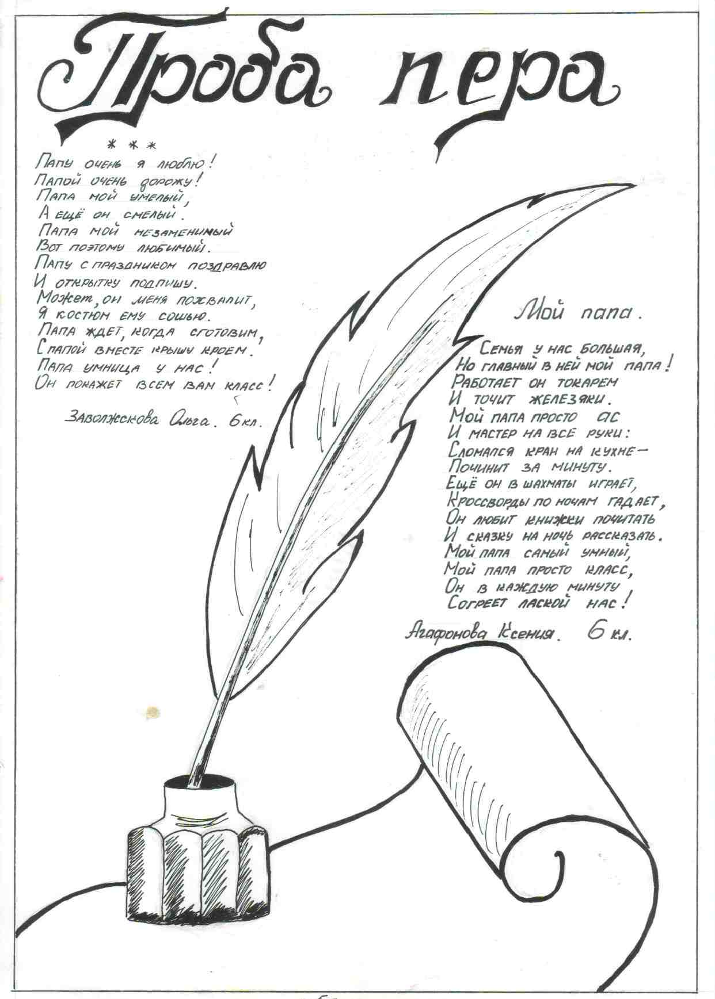 Проба пера
* * *
Папу очень я люблю!
Папой очень дорожу!
Папа мой умелый,
А ещё он смелый.
Папа мой незаменимый
Вот поэтому любимый.
Папу с праздником поздравлю
И открытку подпишу.
Может, он меня похвалит,
Я костюм ему сошью.
Папа ждет, когда сготовим,
С папой вместе крышу кроем.
Папа умница у нас!
Он покажет всем вам класс!
Заволжскова Ольга. 6 кл.
Мой папа.
Семья у нас большая,
Но главный в ней мой папа!
Работает он токарем
И точит железяки.
Мой папа просто ас
И мастер на все руки:
Сломался кран на кухне—
Починит за минуту.
Ещё он в шахматы играет,
Кроссворды по ночам гадает,
Он любит книжки почитать
И сказку на ночь рассказать.
Мой папа самый умный,
Мой папа просто класс,
Он в каждую минуту,
Согреет лаской нас!
Агафонова Ксения. 6 кл.